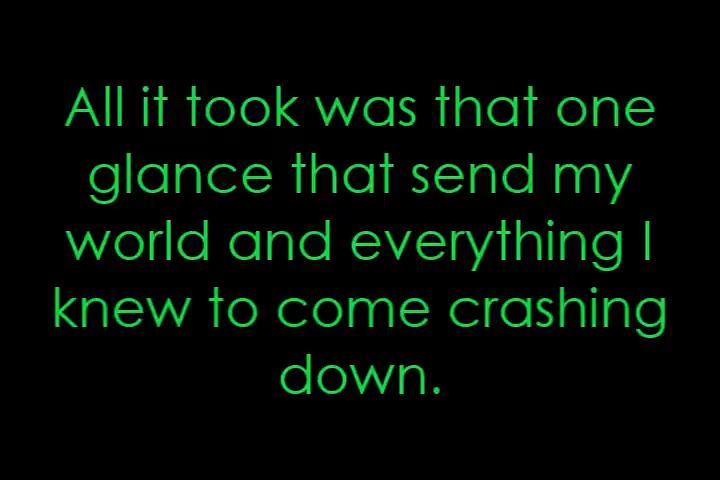 All it took was that one
glance that send my
world and everything I
knew to come crashing
down.